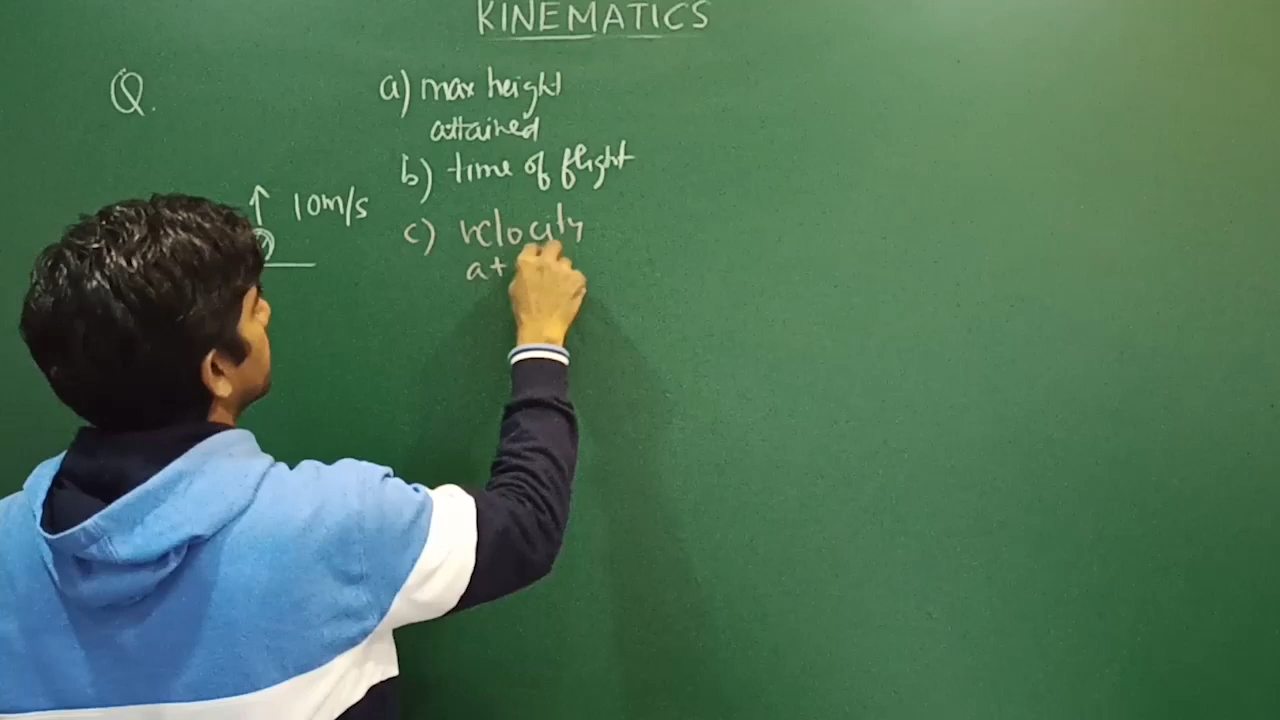 KINEMATICS
Q.
a) max height
attained
b) time of flight
10m/s
c) velocity
at